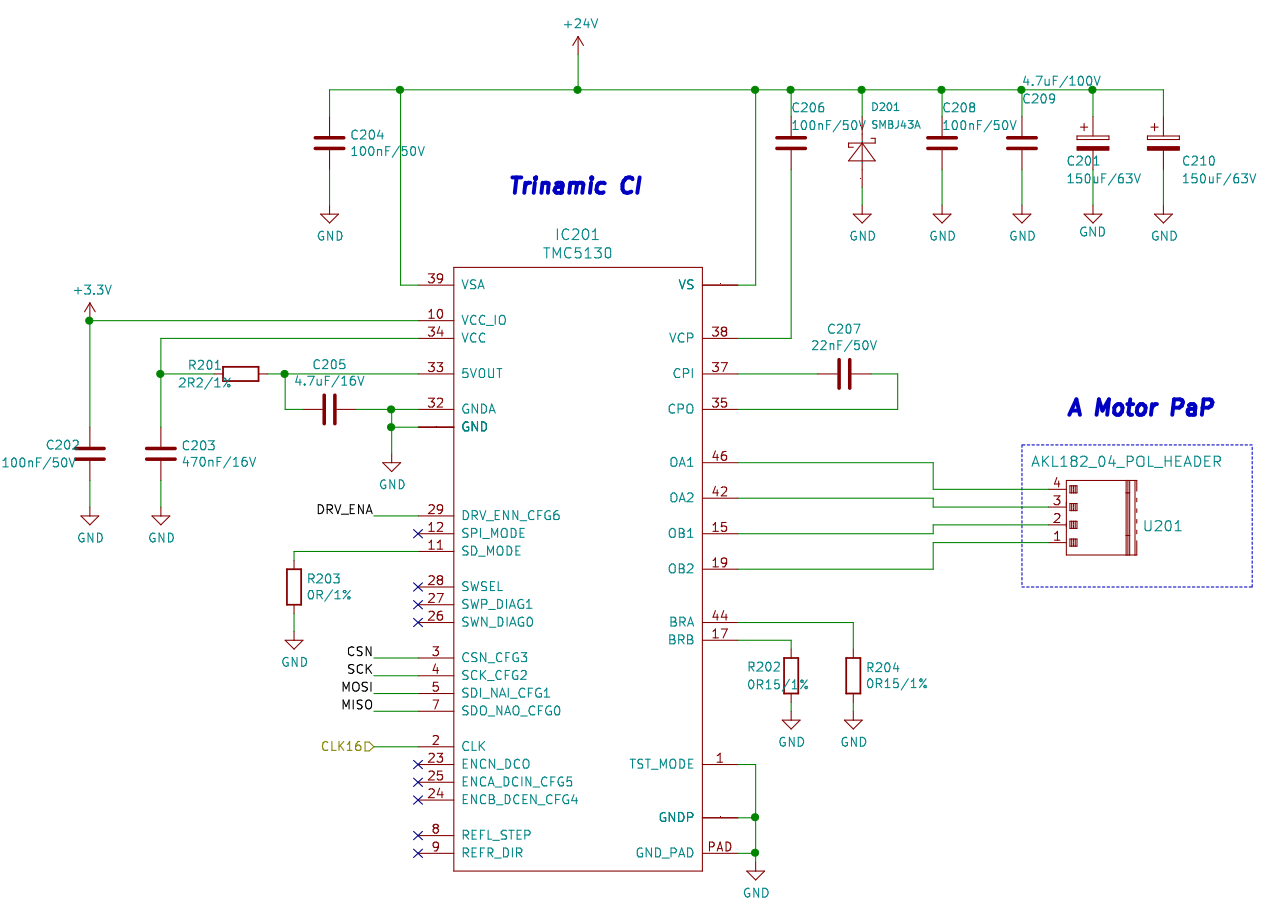 +24V
4.7uF/100V
C209
C206
100nF/50V
D201
SMBJ43A
C208
100nF/50V
C204
100nF/50V
C201
150uF/63V
C210
150uF/63V
GND
GND
GND
GND
GND
GND
Trinamic CI
IC201
TMC5130
+3.3V
39
VSA
10
VCC_IO
34
VCC
33
5VOUT
32
GNDA
GND
R201
2R2/1%
C205
4.7uF/16V
C202
100nF/50V
C203
470nF/16V
GND
GND
GND
DRV_ENA
29
DRV_ENN_CFG6
12
SPI_MODE
11
SD_MODE
R203
0R/1%
GND
28
SWSEL
27
SWP_DIAG1
26
SWN_DIAG0
CSN
3
CSN_CFG3
SCK
4
SCK_CFG2
MOSI
5
SDI_NAI_CFG1
MISO
7
SDO_NAO_CFG0
CLK16
2
CLK
23
ENCN_DCO
25
ENCA_DCIN_CFG5
24
ENCB_DCEN_CFG4
8
REFL_STEP
9
REFR_DIR
VS
VCP
38
CPI
37
CPO
35
C207
22nF/50V
OA1
46
OA2
42
OB1
15
OB2
19
A Motor PaP
AKL182_04_POL_HEADER
4
3
2
1
U201
BRA
44
BRB
17
R202
0R15/1%
R204
0R15/1%
GND
GND
TST_MODE
1
GNDP
GND_PAD
PAD
GND